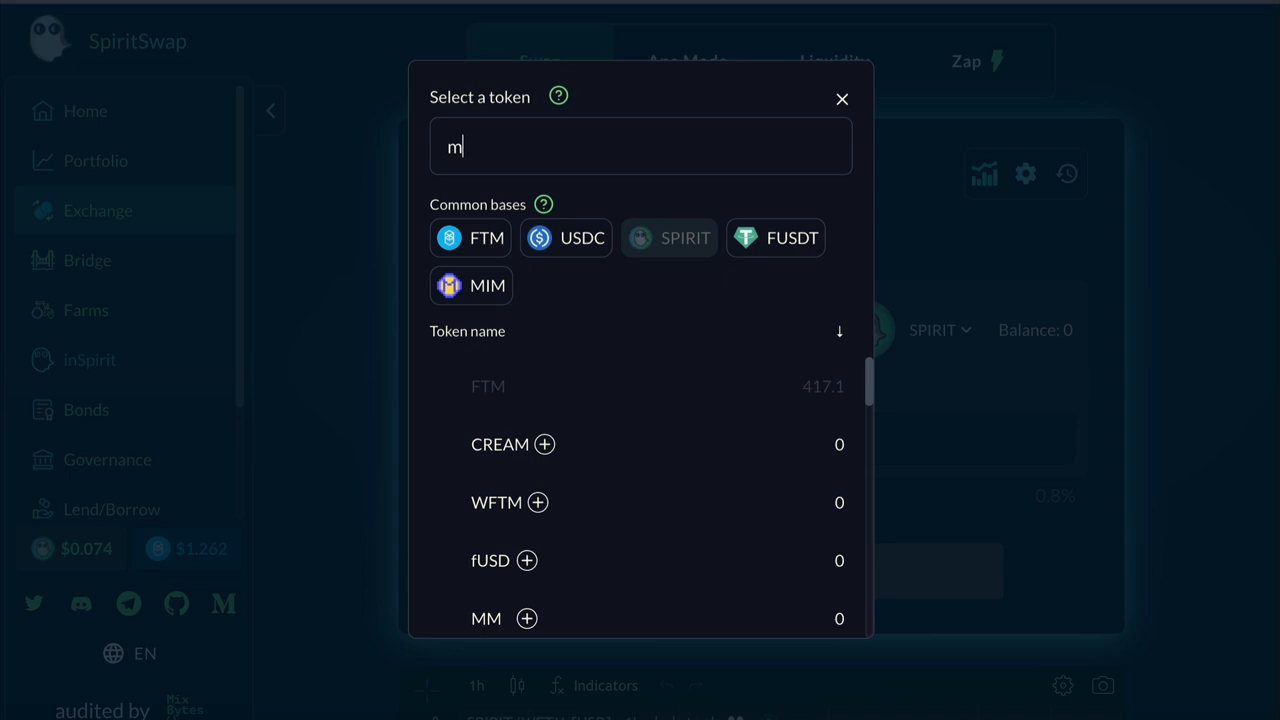 SpiritSwap
Swap Ape Mode Liquidity Zap
Home
Portfolio
Exchange
Bridge
Farms
inSpirit
Bonds
Governance
Lend/Borrow
$0.074 $1.262
EN
audited by Mix Bytes
Select a token ?
m
Common bases ?
FTM USDC SPIRIT FUSDT
MIM
Token name ↓
FTM 417.1
CREAM 0
WFTM 0
fUSD 0
MM 0
SPIRIT Balance: 0
0.8%
1h Indicators